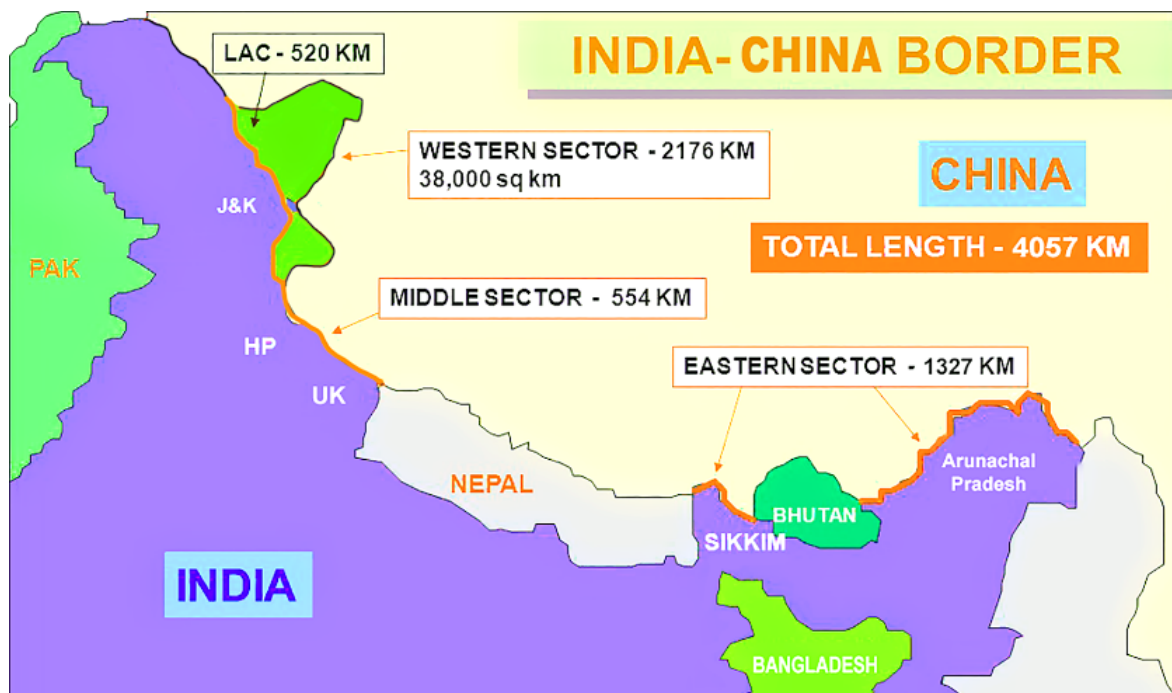 INDIA-CHINA BORDER
LAC - 520 KM
WESTERN SECTOR - 2176 KM
38,000 sq km
CHINA
J&K
TOTAL LENGTH - 4057 KM
PAK
MIDDLE SECTOR - 554 KM
HP
EASTERN SECTOR - 1327 KM
UK
Arunachal
Pradesh
NEPAL
BHUTAN
SIKKIM
INDIA
BANGLADESH